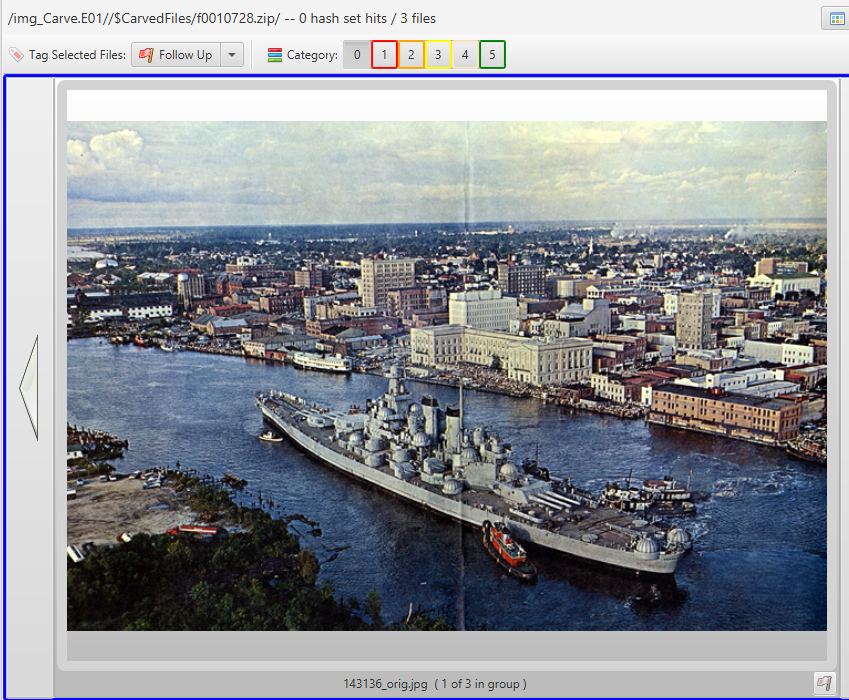 /img_Carve.E01//$CarvedFiles/f0010728.zip/ -- 0 hash set hits / 3 files
Tag Selected Files: Follow Up Category: 0 1 2 3 4 5
143136_orig.jpg ( 1 of 3 in group )